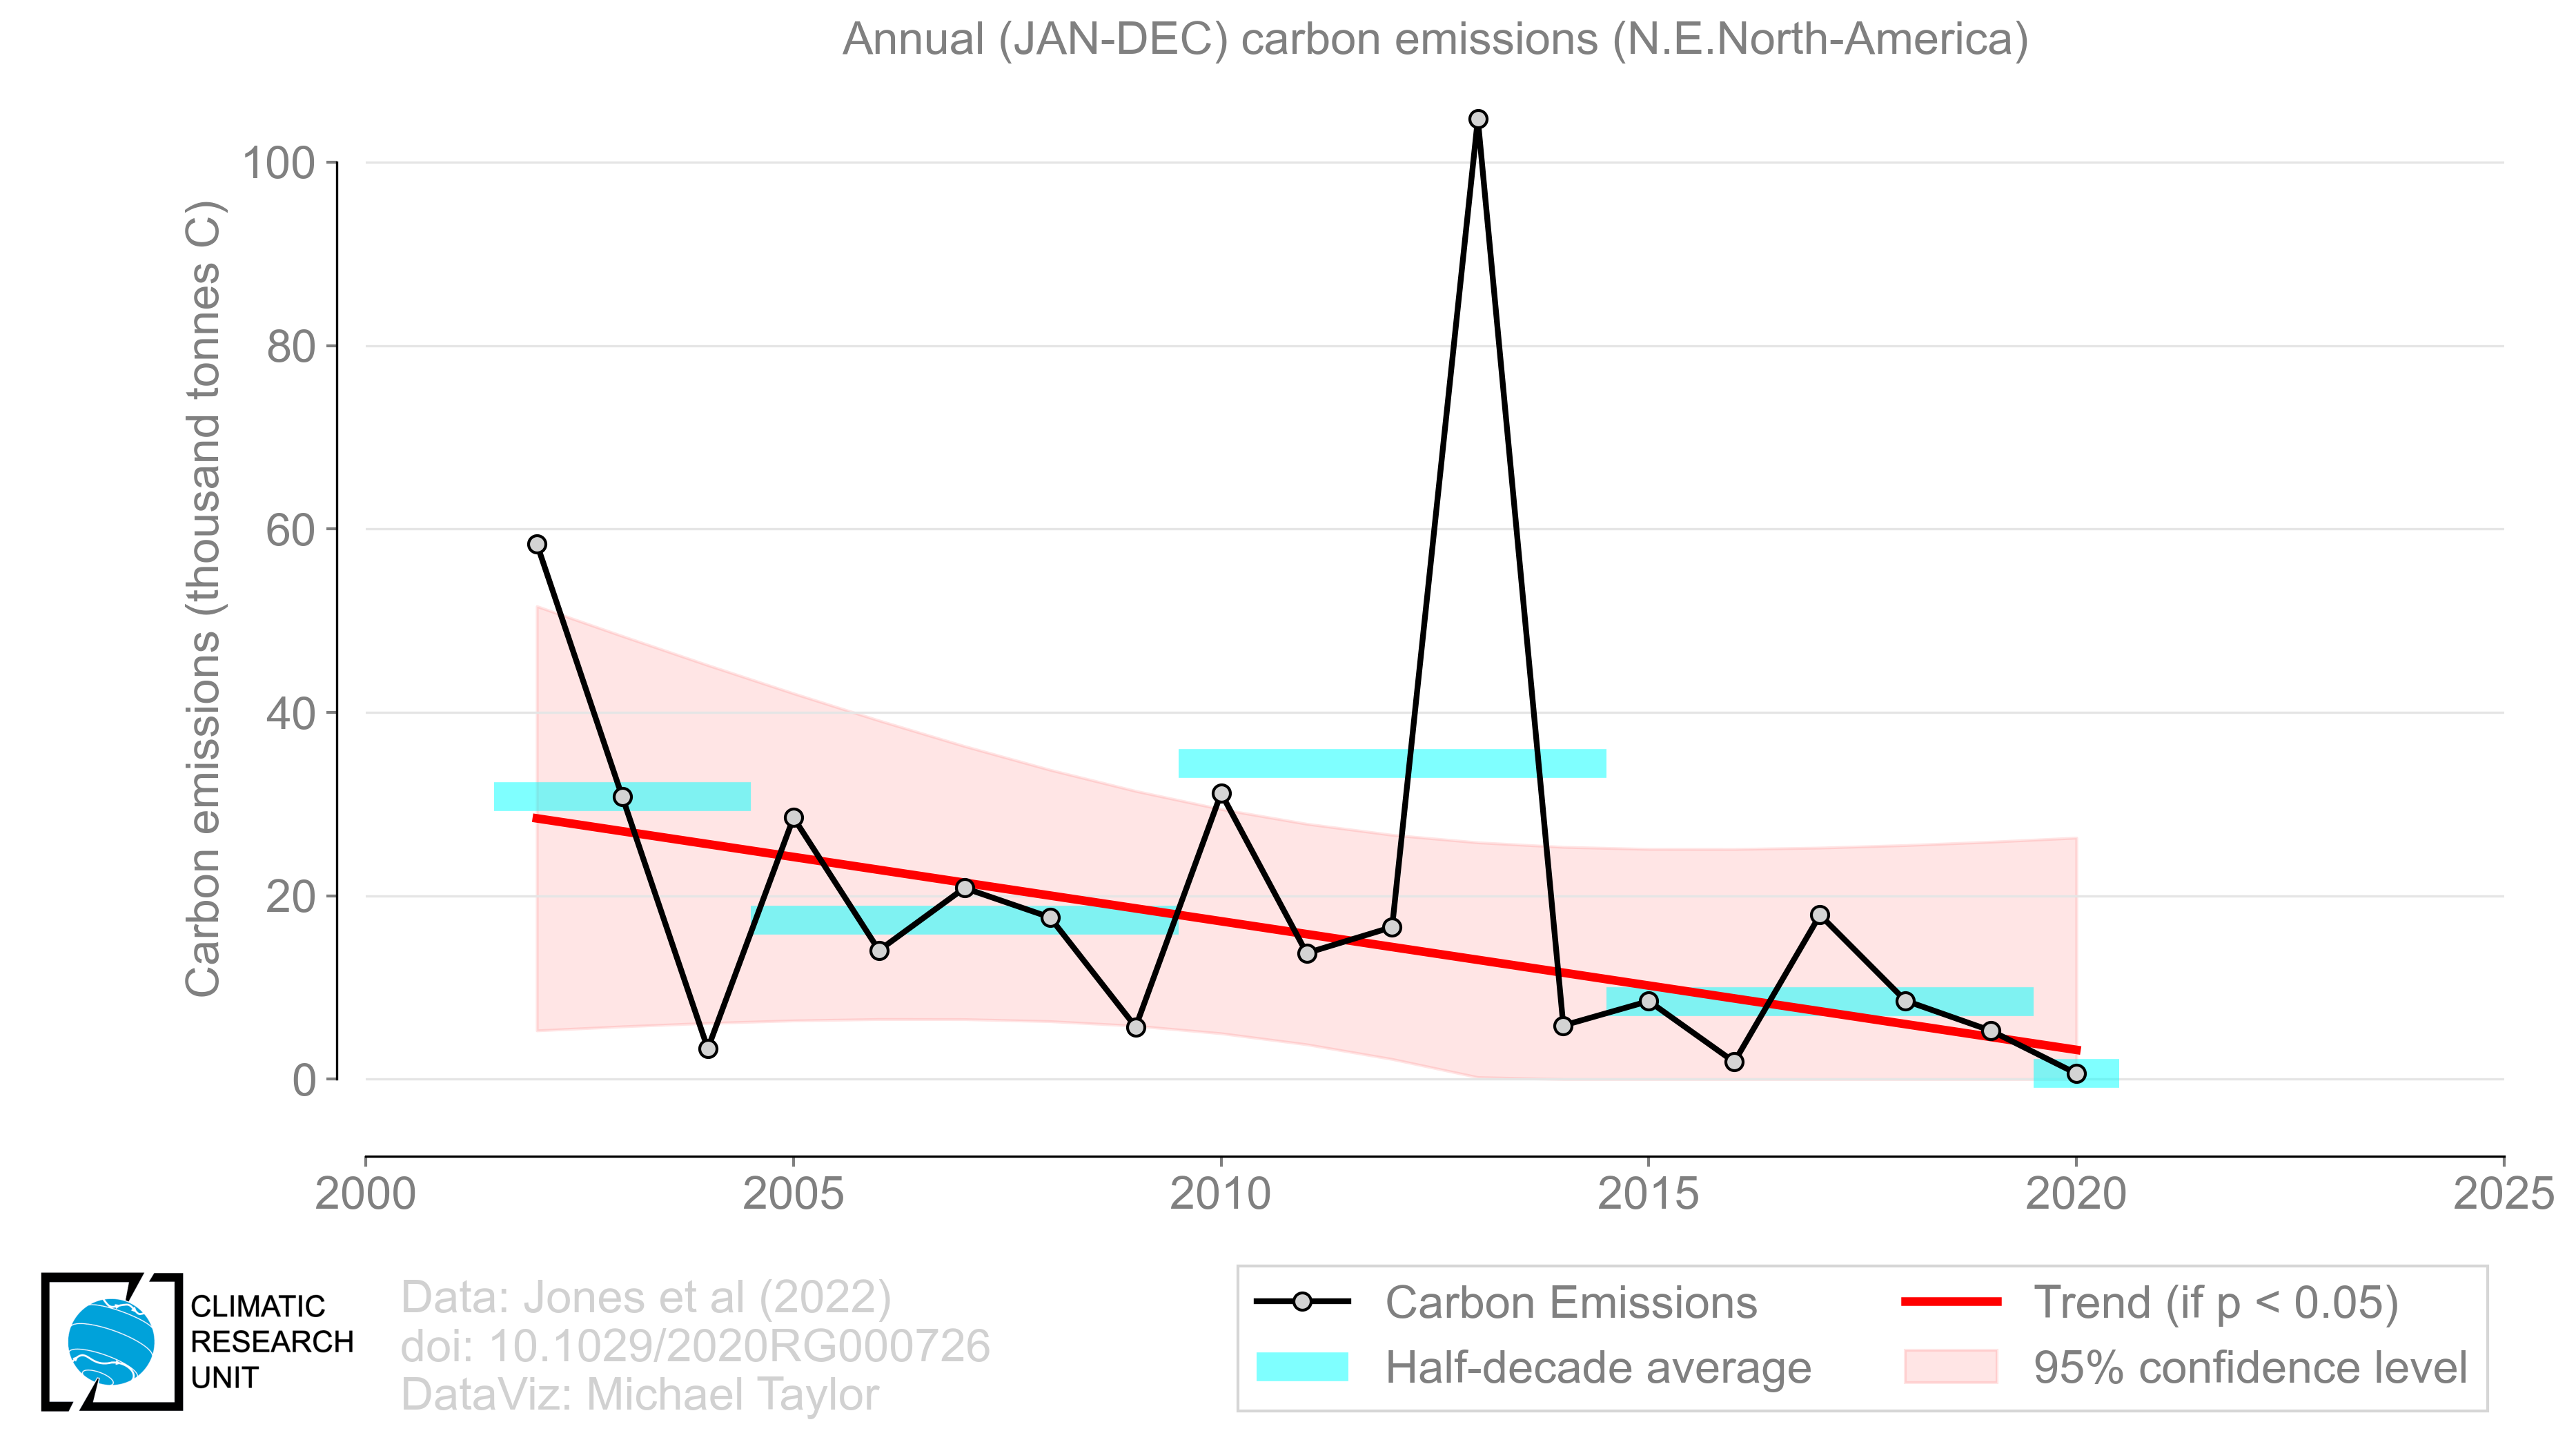 Annual (JAN-DEC) carbon emissions (N.E.North-America)
Carbon emissions (thousand tonnes C)
100
80
60
40
20
0
2000 2005 2010 2015 2020 2025
CLIMATIC
RESEARCH
UNIT
Data: Jones et al (2022)
doi: 10.1029/2020RG000726
DataViz: Michael Taylor
Carbon Emissions
Half-decade average
Trend (if p < 0.05)
95% confidence level